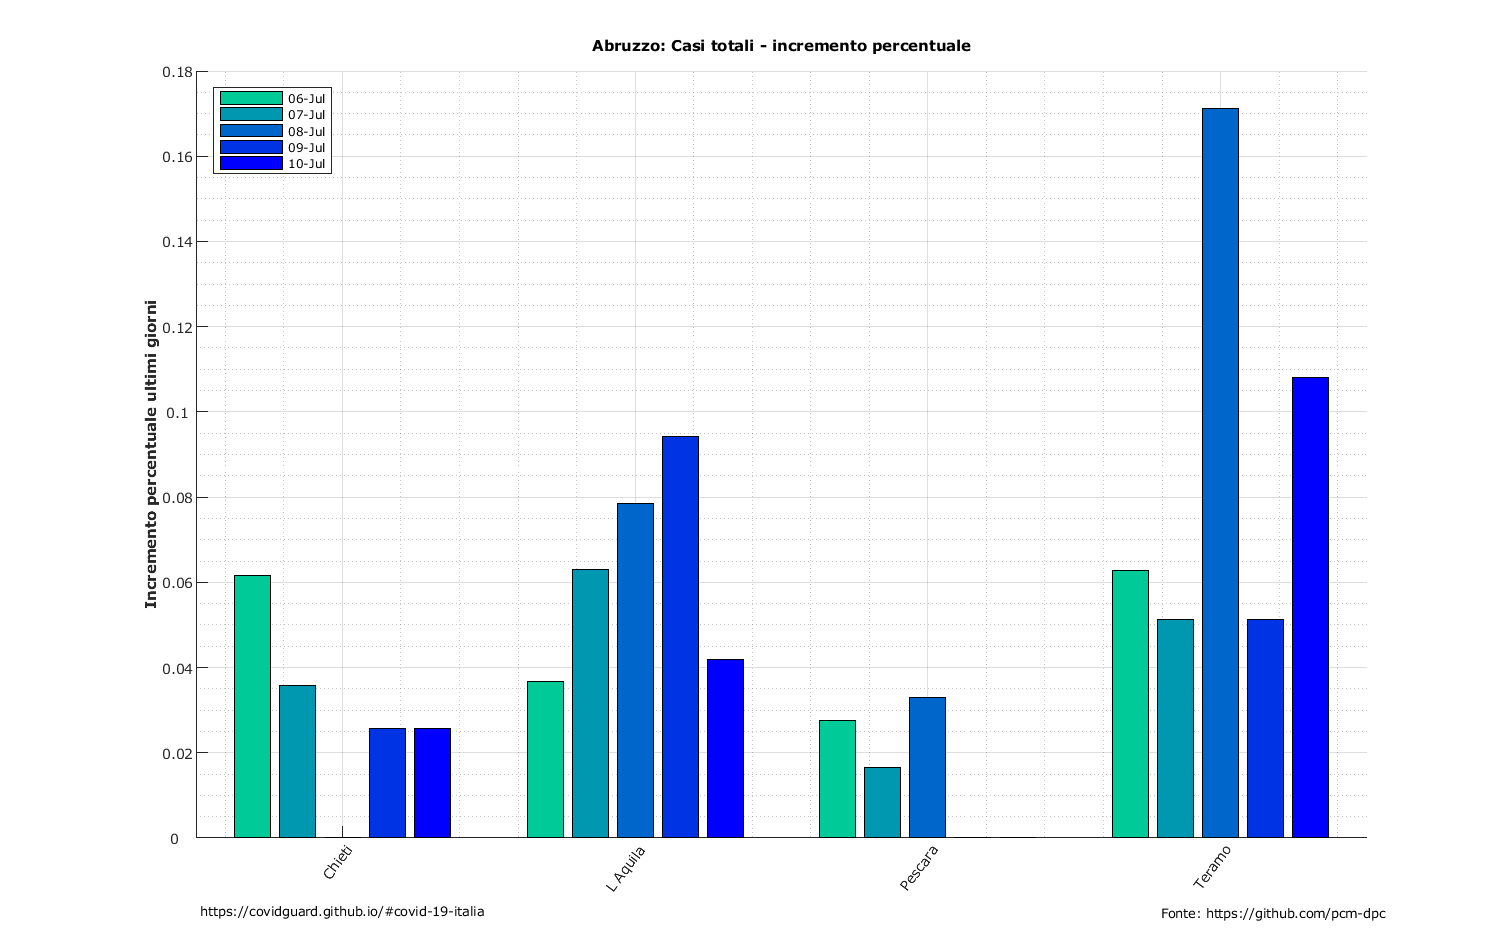 Abruzzo: Casi totali - incremento percentuale
0.18
0.16
0.14
0.12
0.1
0.08
0.06
0.04
0.02
0
Incremento percentuale ultimi giorni
06-Jul
07-Jul
08-Jul
09-Jul
10-Jul
Chieti
L Aquila
Pescara
Teramo
https://covidguard.github.io/#covid-19-italia
Fonte: https://github.com/pcm-dpc